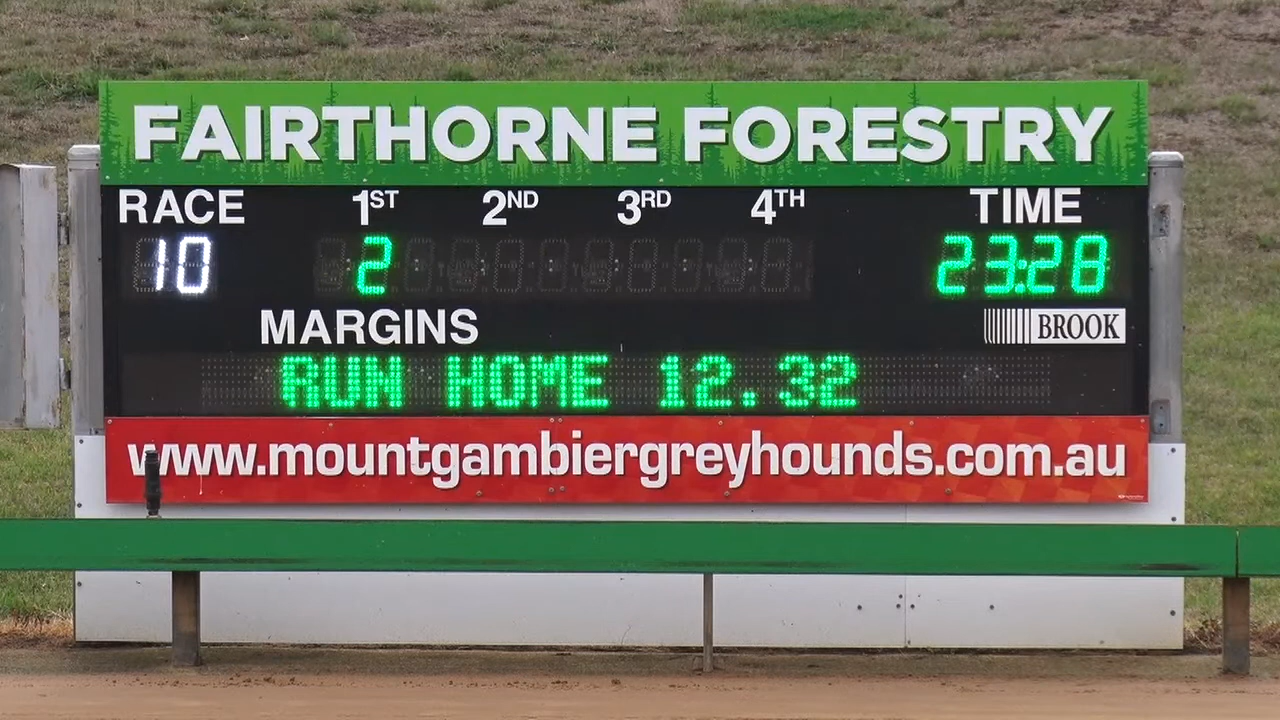 FAIRTHORNE FORESTRY
RACE 1ST 2ND 3RD 4TH TIME
10 2 23:28
MARGINS
BROOK
RUN HOME 12.32
www.mountgambiergreyhounds.com.au